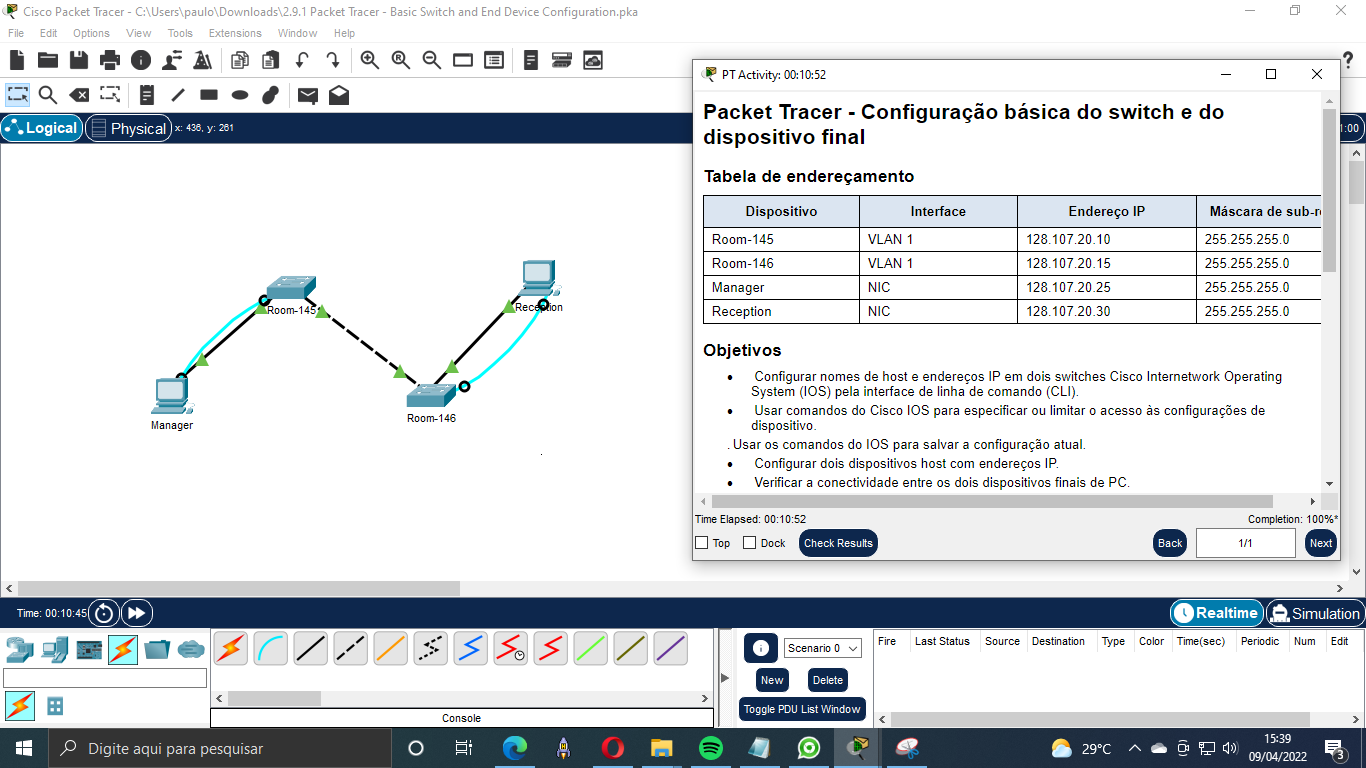 Cisco Packet Tracer - C:\Users\paulo\Downloads\2.9.1 Packet Tracer - Basic Switch and End Device Configuration.pka
File Edit Options View Tools Extensions Window Help
PT Activity: 00:10:52
Logical Physical x: 436, y: 261
1:00
Packet Tracer - Configuração básica do switch e do
dispositivo final
Tabela de endereçamento
Dispositivo Interface Endereço IP Máscara de sub-r
Room-145 VLAN 1 128.107.20.10 255.255.255.0
Room-146 VLAN 1 128.107.20.15 255.255.255.0
Manager NIC 128.107.20.25 255.255.255.0
Reception NIC 128.107.20.30 255.255.255.0
Objetivos
• Configurar nomes de host e endereços IP em dois switches Cisco Internetwork Operating
System (IOS) pela interface de linha de comando (CLI).
• Usar comandos do Cisco IOS para especificar ou limitar o acesso às configurações de
dispositivo.
. Usar os comandos do IOS para salvar a configuração atual.
• Configurar dois dispositivos host com endereços IP.
• Verificar a conectividade entre os dois dispositivos finais de PC.
Time Elapsed: 00:10:52 Completion: 100%*
Top Dock Check Results Back 1/1 Next
Reception
Room-145
Room-146
Manager
Time: 00:10:45 Realtime Simulation
Scenario 0
New Delete
Toggle PDU List Window
Fire Last Status Source Destination Type Color Time(sec) Periodic Num Edit
Console
Digite aqui para pesquisar
29°C
15:39
09/04/2022
3